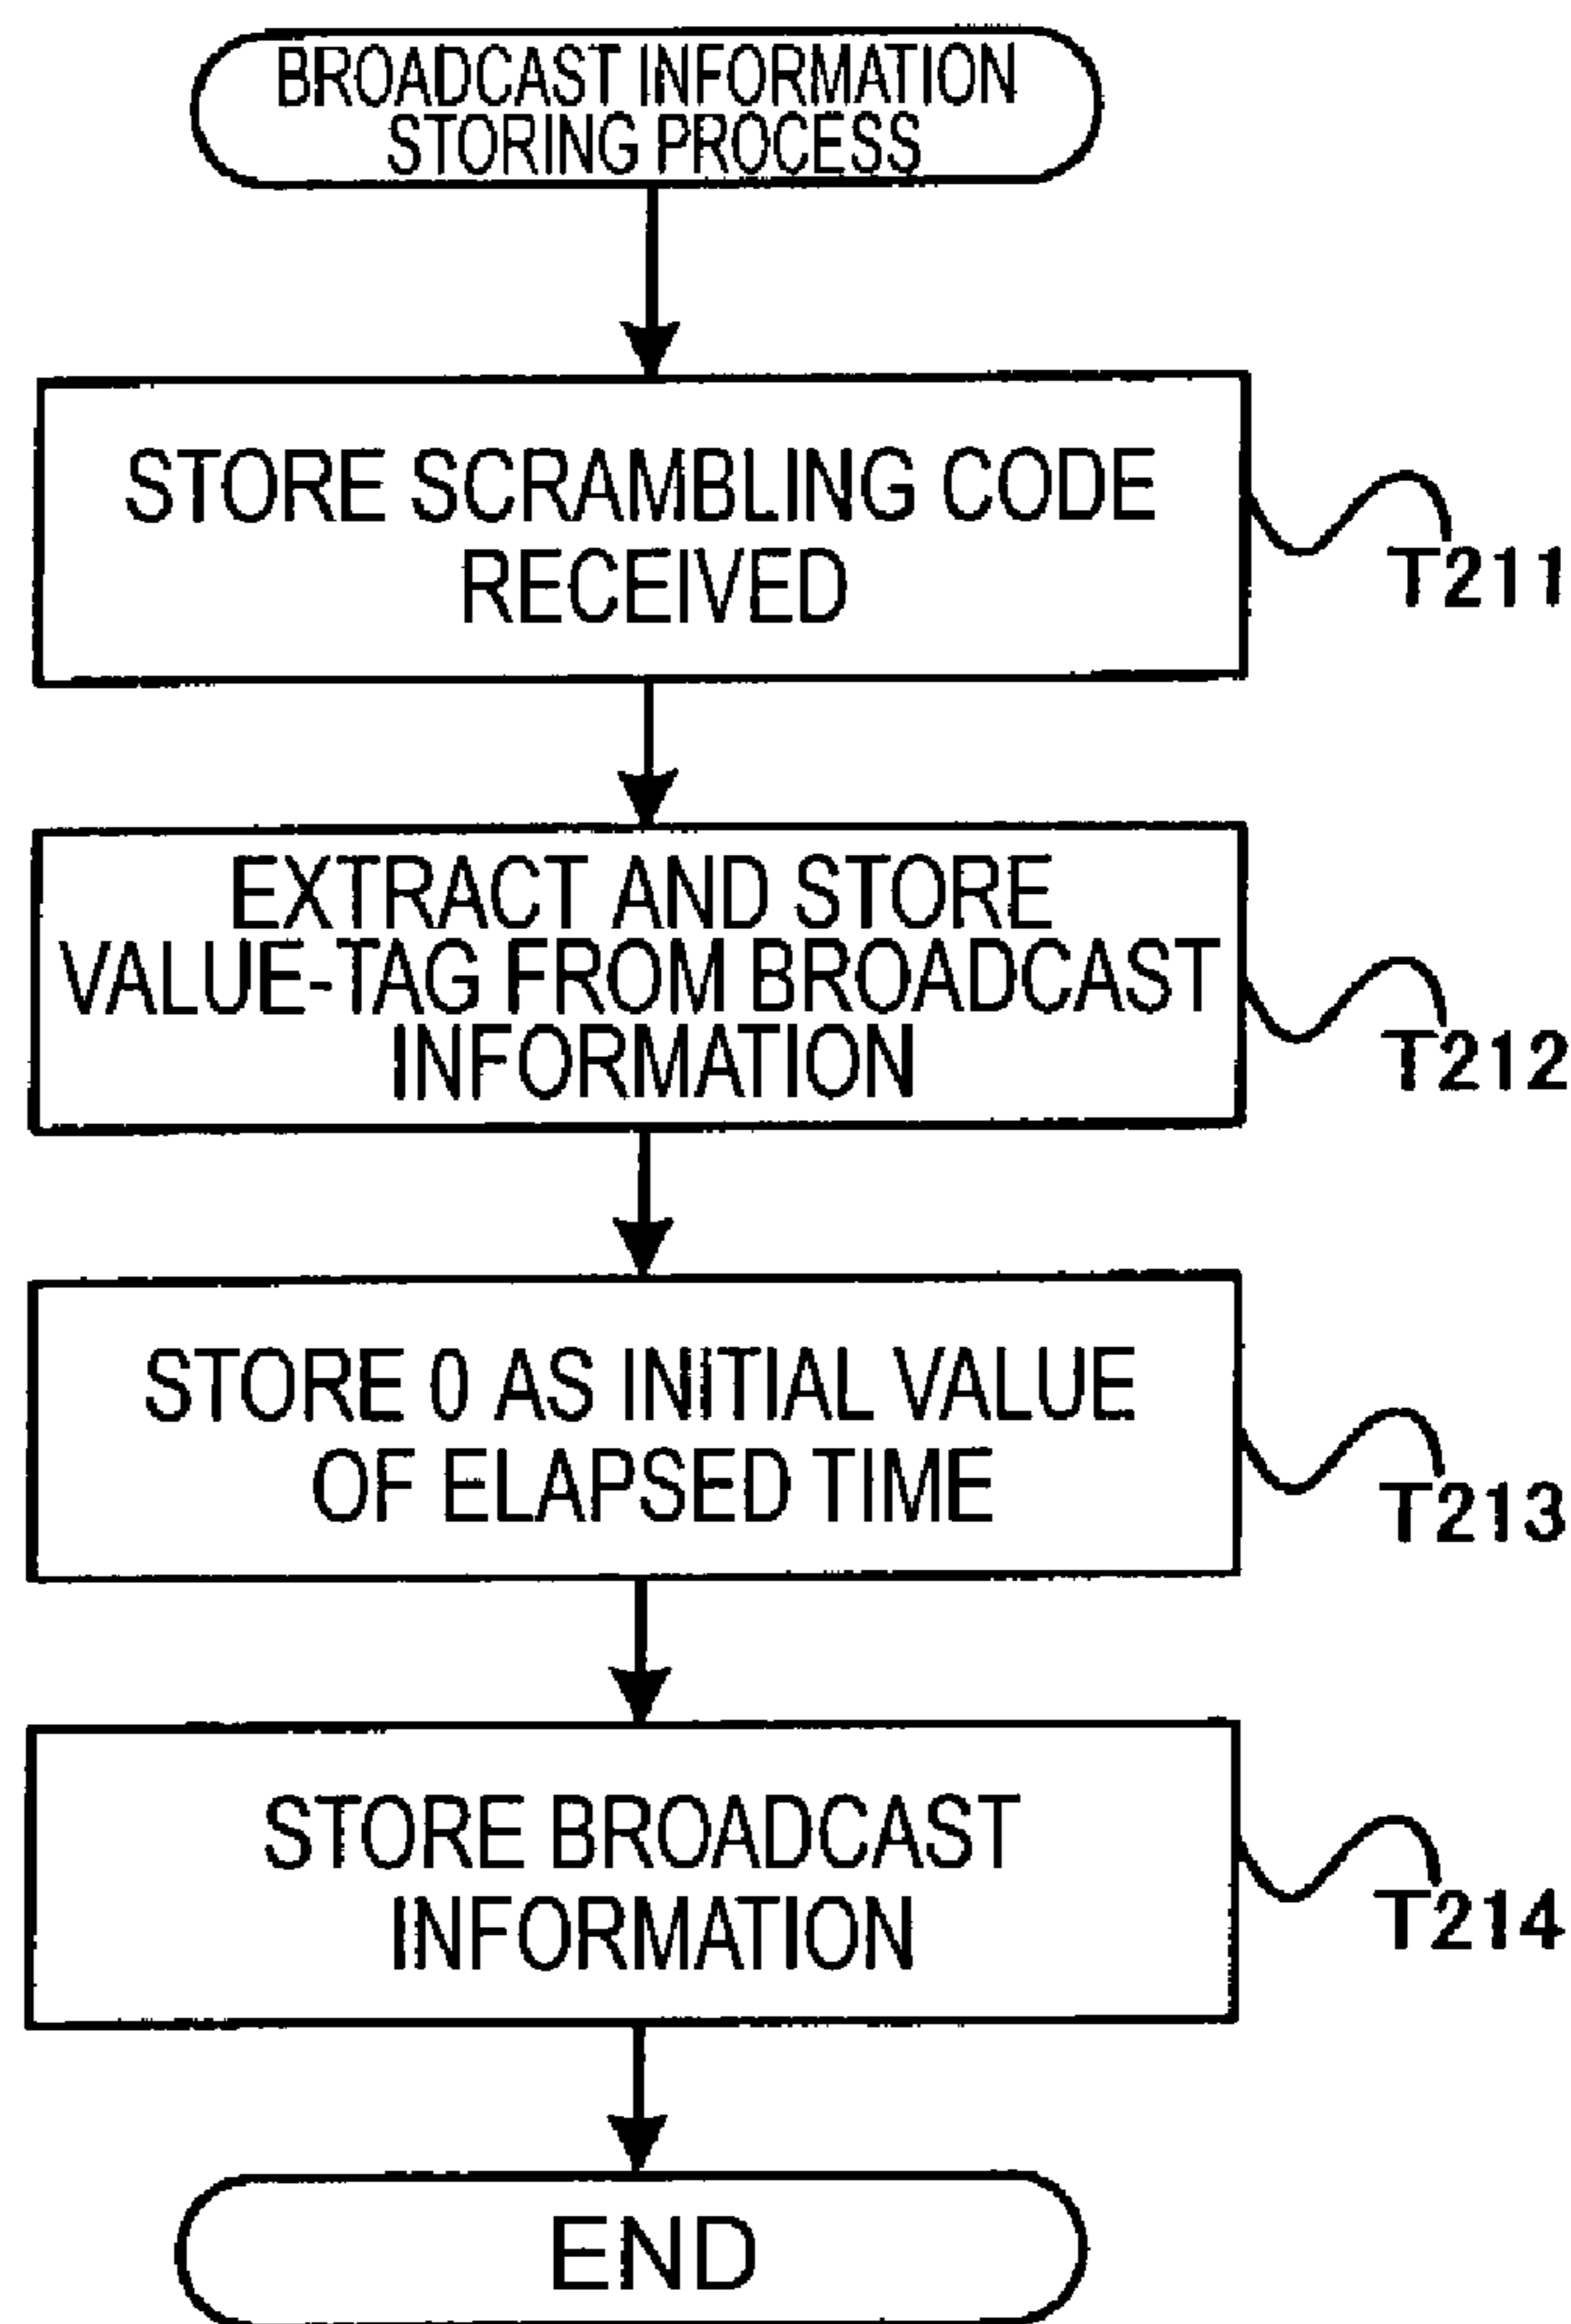 BROADCAST INFORMATION
STORING PROCESS
STORE SCRAMBLING CODE
RECEIVED
T211
EXTRACT AND STORE
VALUE-TAG FROM BROADCAST
INFORMATION
T212
STORE 0 AS INITIAL VALUE
OF ELAPSED TIME
T213
STORE BROADCAST
INFORMATION
T214
END